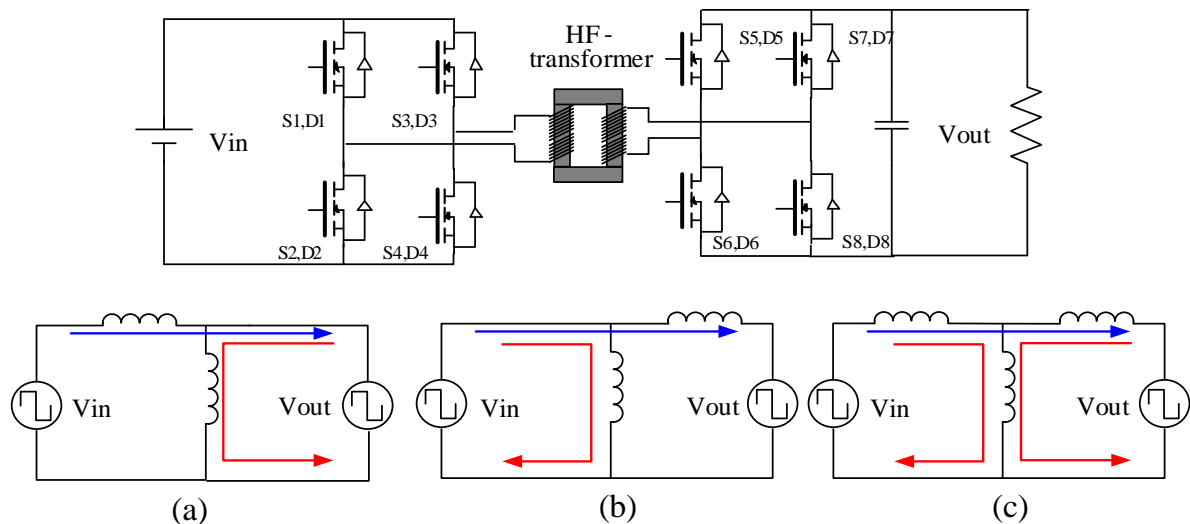 Vin
S1,D1
S3,D3
S2,D2
S4,D4
HF -
transformer
S5,D5
S7,D7
Vout
S6,D6
S8,D8
Vin
Vout
(a)
Vin
Vout
(b)
Vin
Vout
(c)